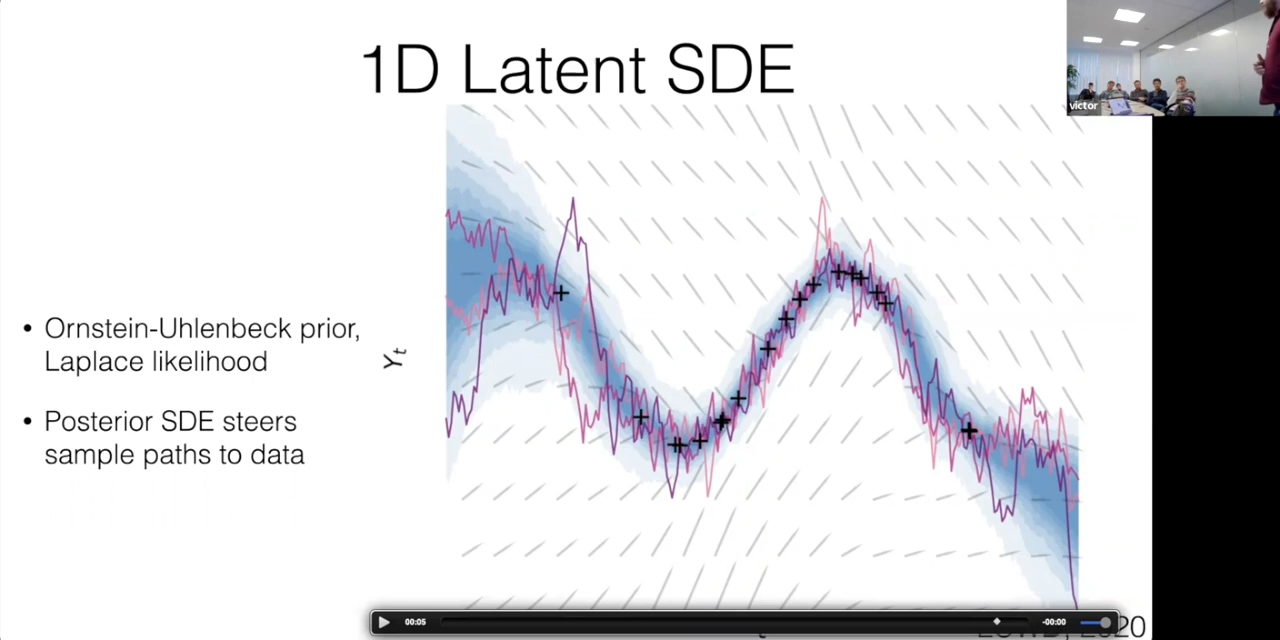 1D Latent SDE
victor
• Ornstein-Uhlenbeck prior,
Laplace likelihood
• Posterior SDE steers
sample paths to data
Yₜ
00:05
-00:00
2020